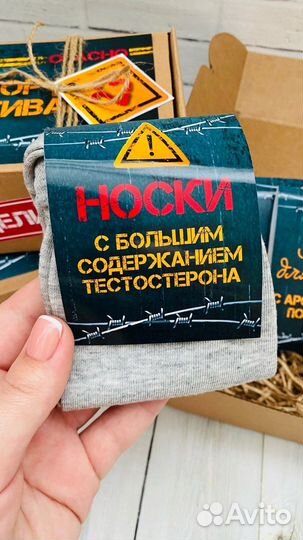 ОПАСНО
НОСКИ
С БОЛЬШИМ
СОДЕРЖАНИЕМ
ТЕСТОСТЕРОНА
Avito